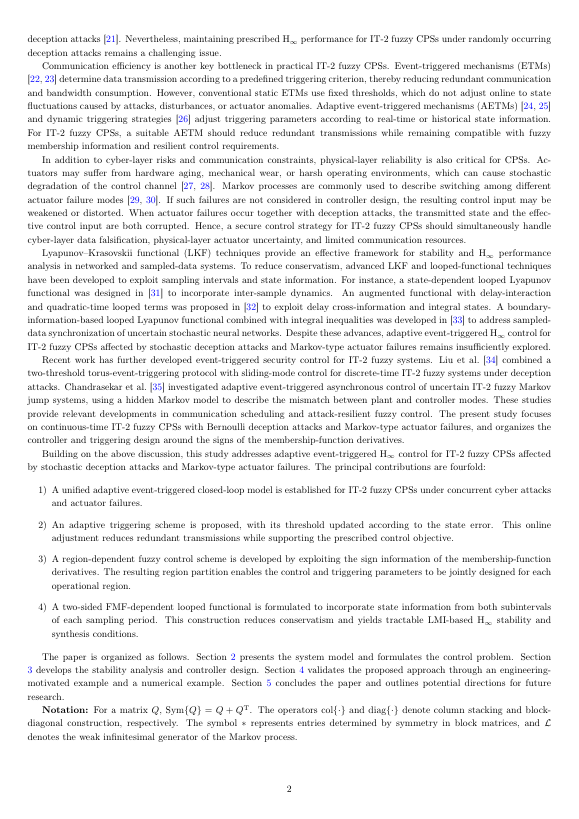 deception attacks [21]. Nevertheless, maintaining prescribed H∞ performance for IT-2 fuzzy CPSs under randomly occurring
deception attacks remains a challenging issue.
Communication efficiency is another key bottleneck in practical IT-2 fuzzy CPSs. Event-triggered mechanisms (ETMs)
[22, 23] determine data transmission according to a predefined triggering criterion, thereby reducing redundant communication
and bandwidth consumption. However, conventional static ETMs use fixed thresholds, which do not adjust online to state
fluctuations caused by attacks, disturbances, or actuator anomalies. Adaptive event-triggered mechanisms (AETMs) [24, 25]
and dynamic triggering strategies [26] adjust triggering parameters according to real-time or historical state information.
For IT-2 fuzzy CPSs, a suitable AETM should reduce redundant transmissions while remaining compatible with fuzzy
membership information and resilient control requirements.
In addition to cyber-layer risks and communication constraints, physical-layer reliability is also critical for CPSs. Ac-
tuators may suffer from hardware aging, mechanical wear, or harsh operating environments, which can cause stochastic
degradation of the control channel [27, 28]. Markov processes are commonly used to describe switching among different
actuator failure modes [29, 30]. If such failures are not considered in controller design, the resulting control input may be
weakened or distorted. When actuator failures occur together with deception attacks, the transmitted state and the effec-
tive control input are both corrupted. Hence, a secure control strategy for IT-2 fuzzy CPSs should simultaneously handle
cyber-layer data falsification, physical-layer actuator uncertainty, and limited communication resources.
Lyapunov–Krasovskii functional (LKF) techniques provide an effective framework for stability and H∞ performance
analysis in networked and sampled-data systems. To reduce conservatism, advanced LKF and looped-functional techniques
have been developed to exploit sampling intervals and state information. For instance, a state-dependent looped Lyapunov
functional was designed in [31] to incorporate inter-sample dynamics. An augmented functional with delay-interaction
and quadratic-time looped terms was proposed in [32] to exploit delay cross-information and integral states. A boundary-
information-based looped Lyapunov functional combined with integral inequalities was developed in [33] to address sampled-
data synchronization of uncertain stochastic neural networks. Despite these advances, adaptive event-triggered H∞ control for
IT-2 fuzzy CPSs affected by stochastic deception attacks and Markov-type actuator failures remains insufficiently explored.
Recent work has further developed event-triggered security control for IT-2 fuzzy systems. Liu et al. [34] combined a
two-threshold torus-event-triggering protocol with sliding-mode control for discrete-time IT-2 fuzzy systems under deception
attacks. Chandrasekar et al. [35] investigated adaptive event-triggered asynchronous control of uncertain IT-2 fuzzy Markov
jump systems, using a hidden Markov model to describe the mismatch between plant and controller modes. These studies
provide relevant developments in communication scheduling and attack-resilient fuzzy control. The present study focuses
on continuous-time IT-2 fuzzy CPSs with Bernoulli deception attacks and Markov-type actuator failures, and organizes the
controller and triggering design around the signs of the membership-function derivatives.
Building on the above discussion, this study addresses adaptive event-triggered H∞ control for IT-2 fuzzy CPSs affected
by stochastic deception attacks and Markov-type actuator failures. The principal contributions are fourfold:
1) A unified adaptive event-triggered closed-loop model is established for IT-2 fuzzy CPSs under concurrent cyber attacks
and actuator failures.
2) An adaptive triggering scheme is proposed, with its threshold updated according to the state error. This online
adjustment reduces redundant transmissions while supporting the prescribed control objective.
3) A region-dependent fuzzy control scheme is developed by exploiting the sign information of the membership-function
derivatives. The resulting region partition enables the control and triggering parameters to be jointly designed for each
operational region.
4) A two-sided FMF-dependent looped functional is formulated to incorporate state information from both subintervals
of each sampling period. This construction reduces conservatism and yields tractable LMI-based H∞ stability and
synthesis conditions.
The paper is organized as follows. Section 2 presents the system model and formulates the control problem. Section
3 develops the stability analysis and controller design. Section 4 validates the proposed approach through an engineering-
motivated example and a numerical example. Section 5 concludes the paper and outlines potential directions for future
research.
Notation: For a matrix Q, Sym{Q} = Q + Qᵀ. The operators col{·} and diag{·} denote column stacking and block-
diagonal construction, respectively. The symbol ∗ represents entries determined by symmetry in block matrices, and ℒ
denotes the weak infinitesimal generator of the Markov process.
2